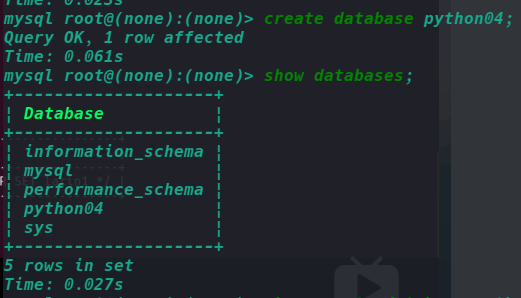 Time: 0.023s
mysql root@(none):(none)> create database python04;
Query OK, 1 row affected
Time: 0.061s
mysql root@(none):(none)> show databases;
+--------------------+
| Database           |
+--------------------+
| information_schema |
| mysql              |
| performance_schema |
| python04           |
| sys                |
+--------------------+
5 rows in set
Time: 0.027s